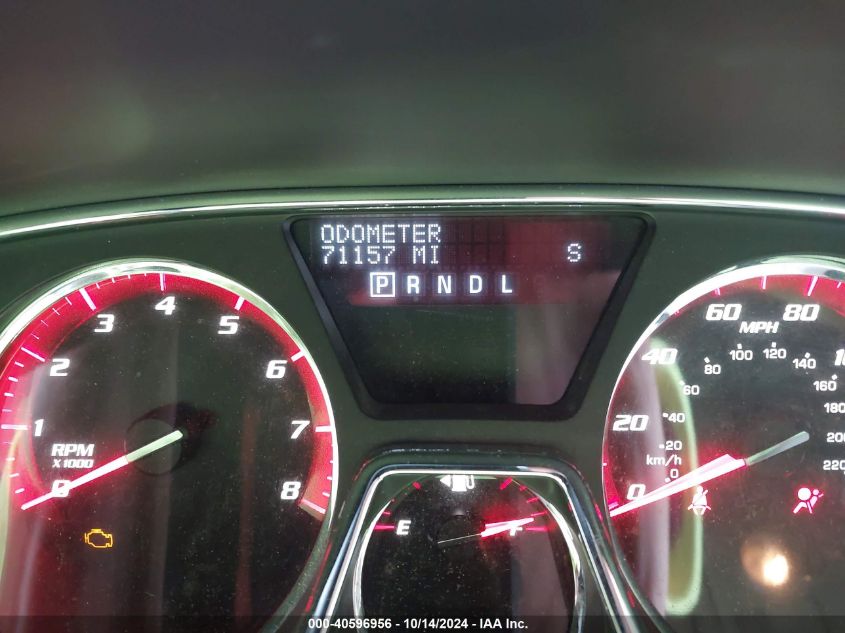 ODOMETER
71157 MI S
P R N D L
0 1 2 3 4 5 6 7 8
RPM
X1000
E F
0 20 40 60 80
MPH
0 20 40 60 80 100 120 140 160 180 200 220
km/h
000-40596956 - 10/14/2024 - IAA Inc.